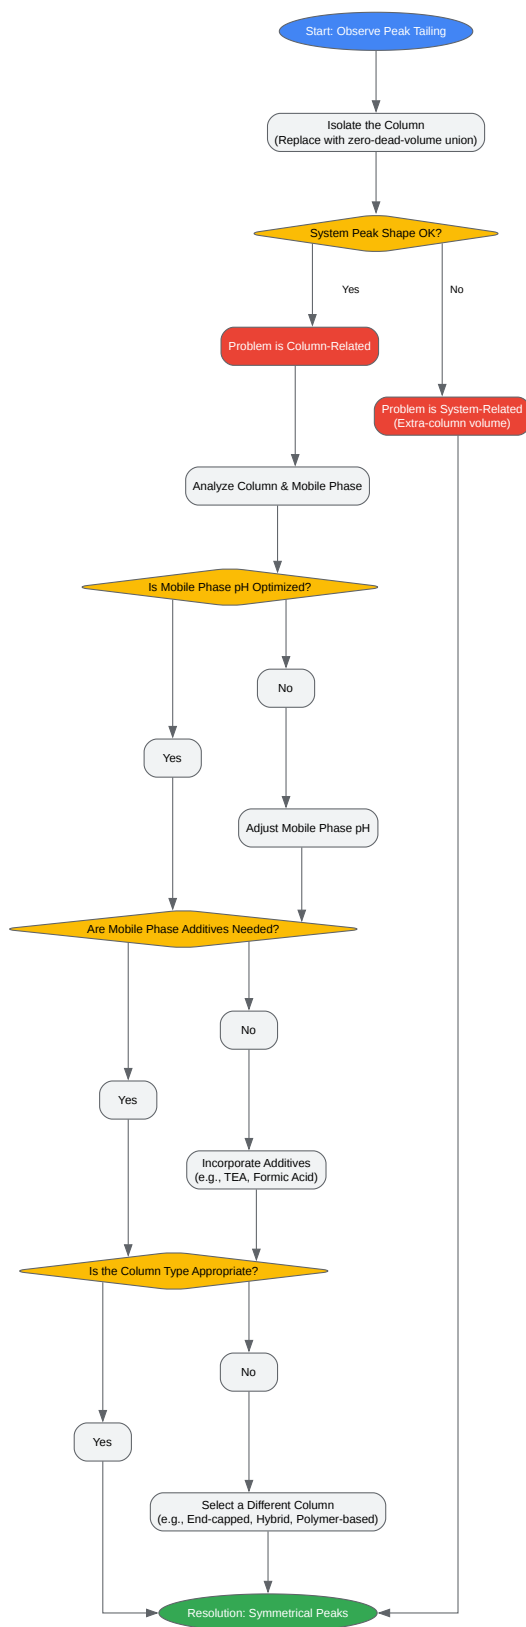 Start: Observe Peak Tailing
Isolate the Column
(Replace with zero-dead-volume union)
System Peak Shape OK?
Yes
No
Problem is Column-Related
Problem is System-Related
(Extra-column volume)
Analyze Column & Mobile Phase
Is Mobile Phase pH Optimized?
No
Yes
Adjust Mobile Phase pH
Are Mobile Phase Additives Needed?
No
Yes
Incorporate Additives
(e.g., TEA, Formic Acid)
Is the Column Type Appropriate?
No
Yes
Select a Different Column
(e.g., End-capped, Hybrid, Polymer-based)
Resolution: Symmetrical Peaks